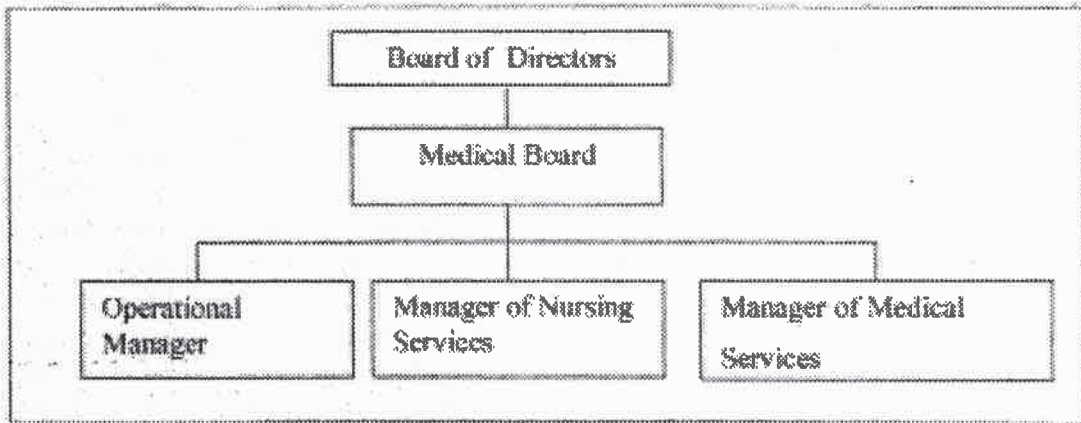 Board of Directors
Medical Board
Operational
Manager
Manager of Nursing
Services
Manager of Medical
Services